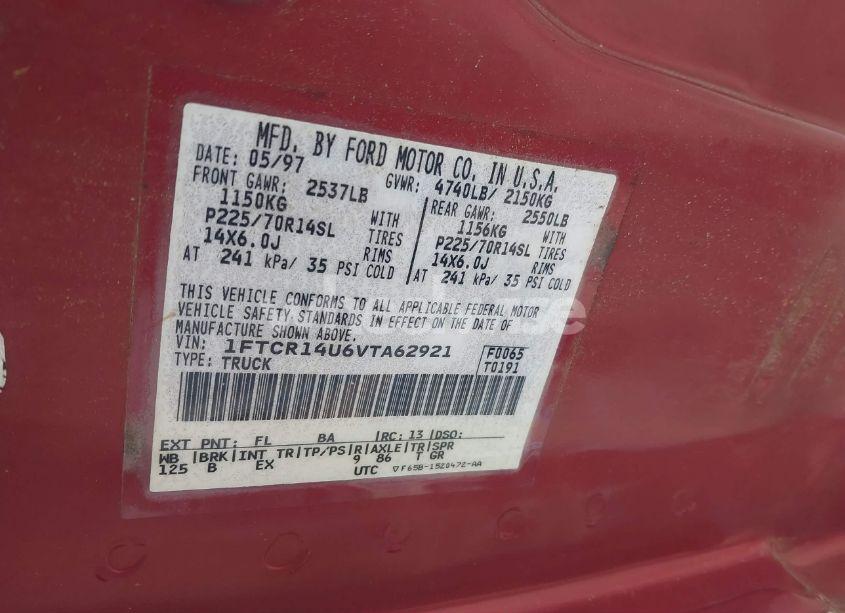 MFD. BY FORD MOTOR CO. IN U.S.A.
DATE: 05/97 GVWR: 4740LB/ 2150KG
FRONT GAWR: 2537LB
1150KG WITH
P225/70R14SL TIRES
14X6.0J RIMS
AT 241 kPa/ 35 PSI COLD
REAR GAWR: 2550LB
1156KG WITH
P225/70R14SL TIRES
14X6.0J RIMS
AT 241 kPa/ 35 PSI COLD
THIS VEHICLE CONFORMS TO ALL APPLICABLE FEDERAL MOTOR
VEHICLE SAFETY STANDARDS IN EFFECT ON THE DATE OF
MANUFACTURE SHOWN ABOVE.
VIN: 1FTCR14U6VTA62921 F0065
TYPE: TRUCK T0191
EXT PNT: FL BA RC: 13 DSO:
WB BRK INT TR TP/PS R AXLE TR SPR
125 B EX 9 86 T GR
UTC ▽F65B-1520472-AA